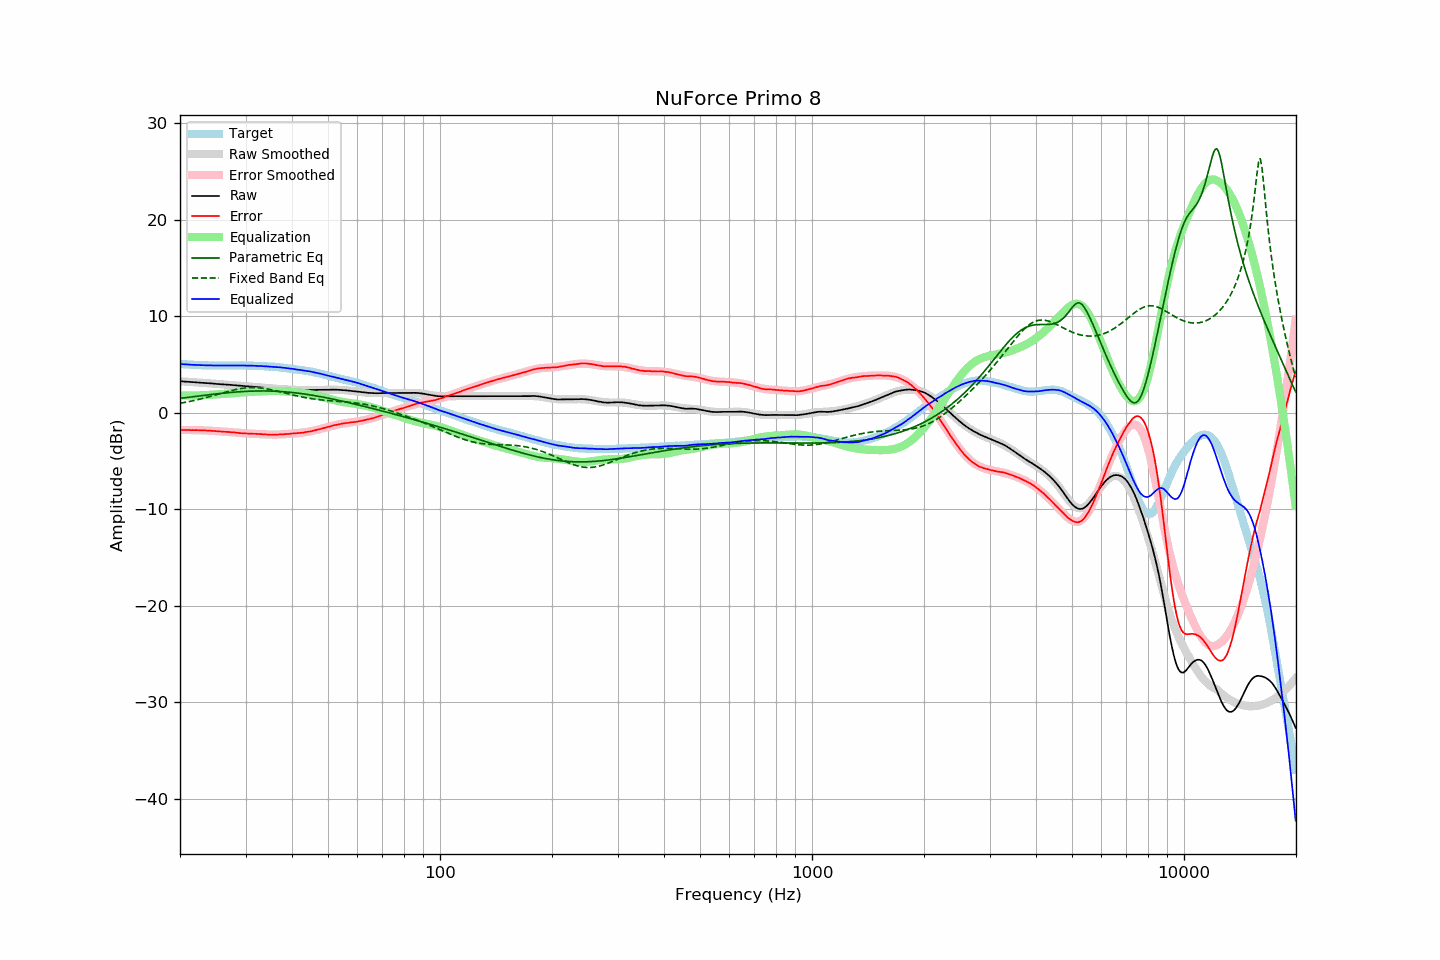 NuForce Primo 8
30
20
10
0
−10
−20
−30
−40
Amplitude (dBr)
Target
Raw Smoothed
Error Smoothed
Raw
Error
Equalization
Parametric Eq
Fixed Band Eq
Equalized
100
1000
10000
Frequency (Hz)